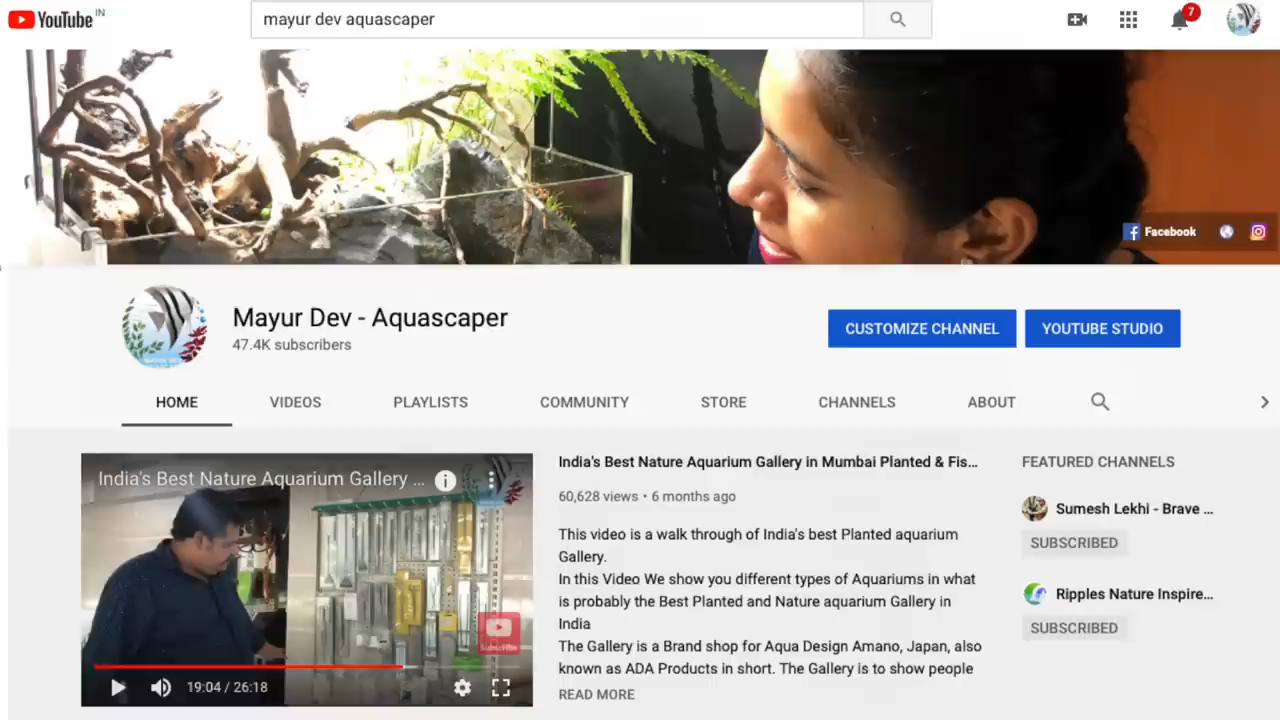 YouTube IN
mayur dev aquascaper
7
Facebook
Mayur Dev - Aquascaper
47.4K subscribers
CUSTOMIZE CHANNEL
YOUTUBE STUDIO
HOME
VIDEOS
PLAYLISTS
COMMUNITY
STORE
CHANNELS
ABOUT
India's Best Nature Aquarium Gallery ...
Subscribe
19:04 / 26:18
India's Best Nature Aquarium Gallery in Mumbai Planted & Fis...
60,628 views • 6 months ago
This video is a walk through of India's best Planted aquarium
Gallery.
In this Video We show you different types of Aquariums in what
is probably the Best Planted and Nature aquarium Gallery in
India
The Gallery is a Brand shop for Aqua Design Amano, Japan, also
known as ADA Products in short. The Gallery is to show people
READ MORE
FEATURED CHANNELS
Sumesh Lekhi - Brave ...
SUBSCRIBED
Ripples Nature Inspire...
SUBSCRIBED